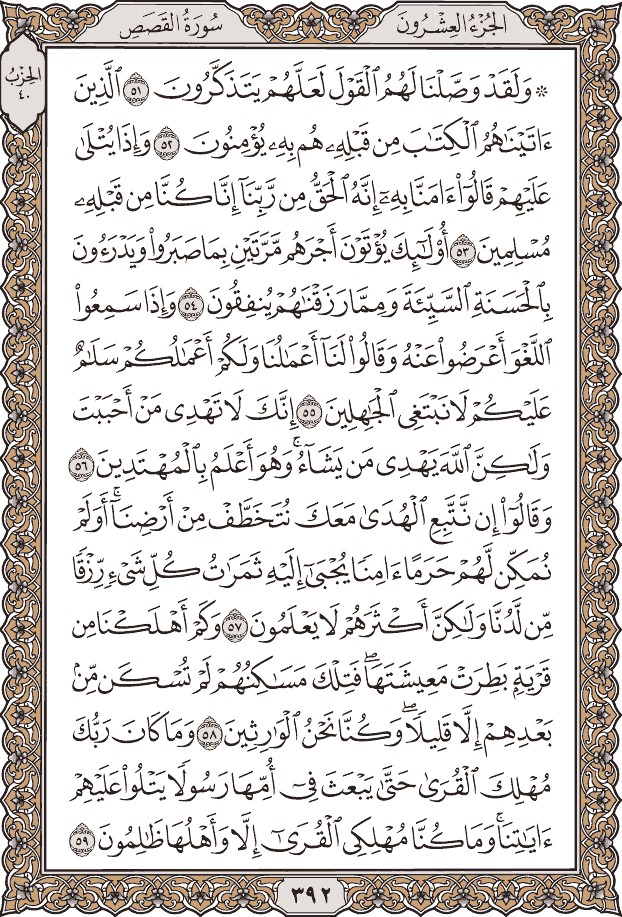 الجُزْءُ العِشْرُونَ
سُورَةُ القَصَصِ
الحِزْبُ
٤٠
۞ وَلَقَدْ وَصَّلْنَا لَهُمُ ٱلْقَوْلَ لَعَلَّهُمْ يَتَذَكَّرُونَ ٥١ ٱلَّذِينَ
ءَاتَيْنَٰهُمُ ٱلْكِتَٰبَ مِن قَبْلِهِۦ هُم بِهِۦ يُؤْمِنُونَ ٥٢ وَإِذَا يُتْلَىٰ
عَلَيْهِمْ قَالُوٓا۟ ءَامَنَّا بِهِۦٓ إِنَّهُ ٱلْحَقُّ مِن رَّبِّنَآ إِنَّا كُنَّا مِن قَبْلِهِۦ
مُسْلِمِينَ ٥٣ أُو۟لَٰٓئِكَ يُؤْتَوْنَ أَجْرَهُم مَّرَّتَيْنِ بِمَا صَبَرُوا۟ وَيَدْرَءُونَ
بِٱلْحَسَنَةِ ٱلسَّيِّئَةَ وَمِمَّا رَزَقْنَٰهُمْ يُنفِقُونَ ٥٤ وَإِذَا سَمِعُوا۟
ٱللَّغْوَ أَعْرَضُوا۟ عَنْهُ وَقَالُوا۟ لَنَآ أَعْمَٰلُنَا وَلَكُمْ أَعْمَٰلُكُمْ سَلَٰمٌ
عَلَيْكُمْ لَا نَبْتَغِى ٱلْجَٰهِلِينَ ٥٥ إِنَّكَ لَا تَهْدِى مَنْ أَحْبَبْتَ
وَلَٰكِنَّ ٱللَّهَ يَهْدِى مَن يَشَآءُ ۚ وَهُوَ أَعْلَمُ بِٱلْمُهْتَدِينَ ٥٦
وَقَالُوٓا۟ إِن نَّتَّبِعِ ٱلْهُدَىٰ مَعَكَ نُتَخَطَّفْ مِنْ أَرْضِنَآ ۚ أَوَلَمْ
نُمَكِّن لَّهُمْ حَرَمًا ءَامِنًا يُجْبَىٰٓ إِلَيْهِ ثَمَرَٰتُ كُلِّ شَىْءٍ رِّزْقًا
مِّن لَّدُنَّا وَلَٰكِنَّ أَكْثَرَهُمْ لَا يَعْلَمُونَ ٥٧ وَكَمْ أَهْلَكْنَا مِن
قَرْيَةٍۭ بَطِرَتْ مَعِيشَتَهَا ۖ فَتِلْكَ مَسَٰكِنُهُمْ لَمْ تُسْكَن مِّنۢ
بَعْدِهِمْ إِلَّا قَلِيلًا ۖ وَكُنَّا نَحْنُ ٱلْوَٰرِثِينَ ٥٨ وَمَا كَانَ رَبُّكَ
مُهْلِكَ ٱلْقُرَىٰ حَتَّىٰ يَبْعَثَ فِىٓ أُمِّهَا رَسُولًا يَتْلُوا۟ عَلَيْهِمْ
ءَايَٰتِنَا ۚ وَمَا كُنَّا مُهْلِكِى ٱلْقُرَىٰٓ إِلَّا وَأَهْلُهَا ظَٰلِمُونَ ٥٩
٣٩٢